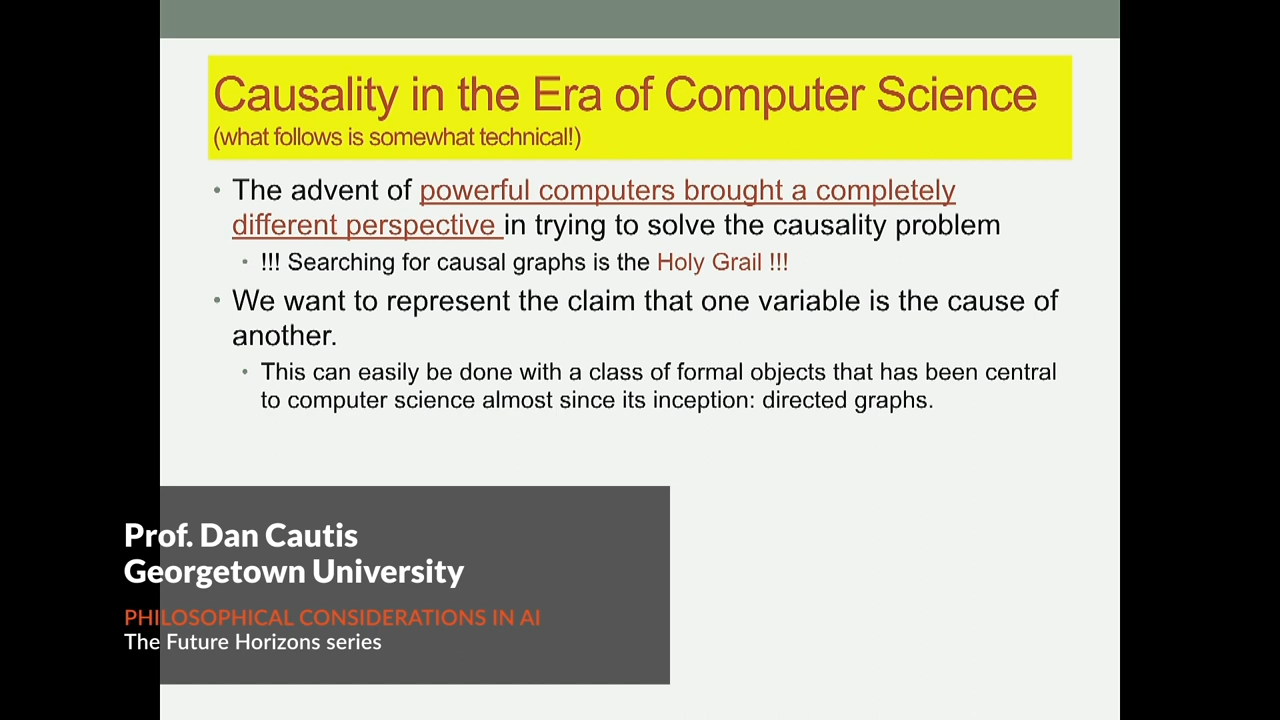 Causality in the Era of Computer Science
(what follows is somewhat technical!)
• The advent of powerful computers brought a completely
different perspective in trying to solve the causality problem
• !!! Searching for causal graphs is the Holy Grail !!!
• We want to represent the claim that one variable is the cause of
another.
• This can easily be done with a class of formal objects that has been central
to computer science almost since its inception: directed graphs.
Prof. Dan Cautis
Georgetown University
PHILOSOPHICAL CONSIDERATIONS IN AI
The Future Horizons series